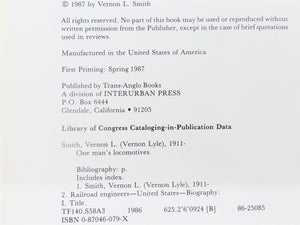 © 1987 by Vernon L. Smith
All rights reserved. No part of this book may be used or reproduced without
written permission from the Publisher, except in the case of brief quotations
used in reviews.
Manufactured in the United States of America
First Printing: Spring 1987
Published by Trans-Anglo Books
A division of INTERURBAN PRESS
P.O. Box 6444
Glendale, California • 91205
Library of Congress Cataloging-in-Publication Data
Smith, Vernon L. (Vernon Lyle), 1911-
One man's locomotives.
Bibliography: p.
Includes index.
1. Smith, Vernon L. (Vernon Lyle), 1911-
2. Railroad engineers—United States—Biography.
I. Title.
TF140.S58A3 1986 625.2'6'0924 [B] 86-25085
ISBN 0-87046-079-X